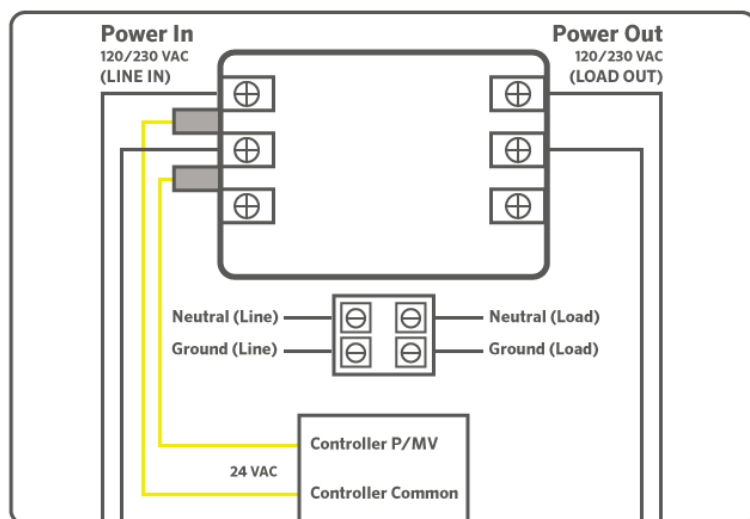 Power In
120/230 VAC
(LINE IN)
Power Out
120/230 VAC
(LOAD OUT)
Neutral (Line)
Neutral (Load)
Ground (Line)
Ground (Load)
Controller P/MV
24 VAC
Controller Common